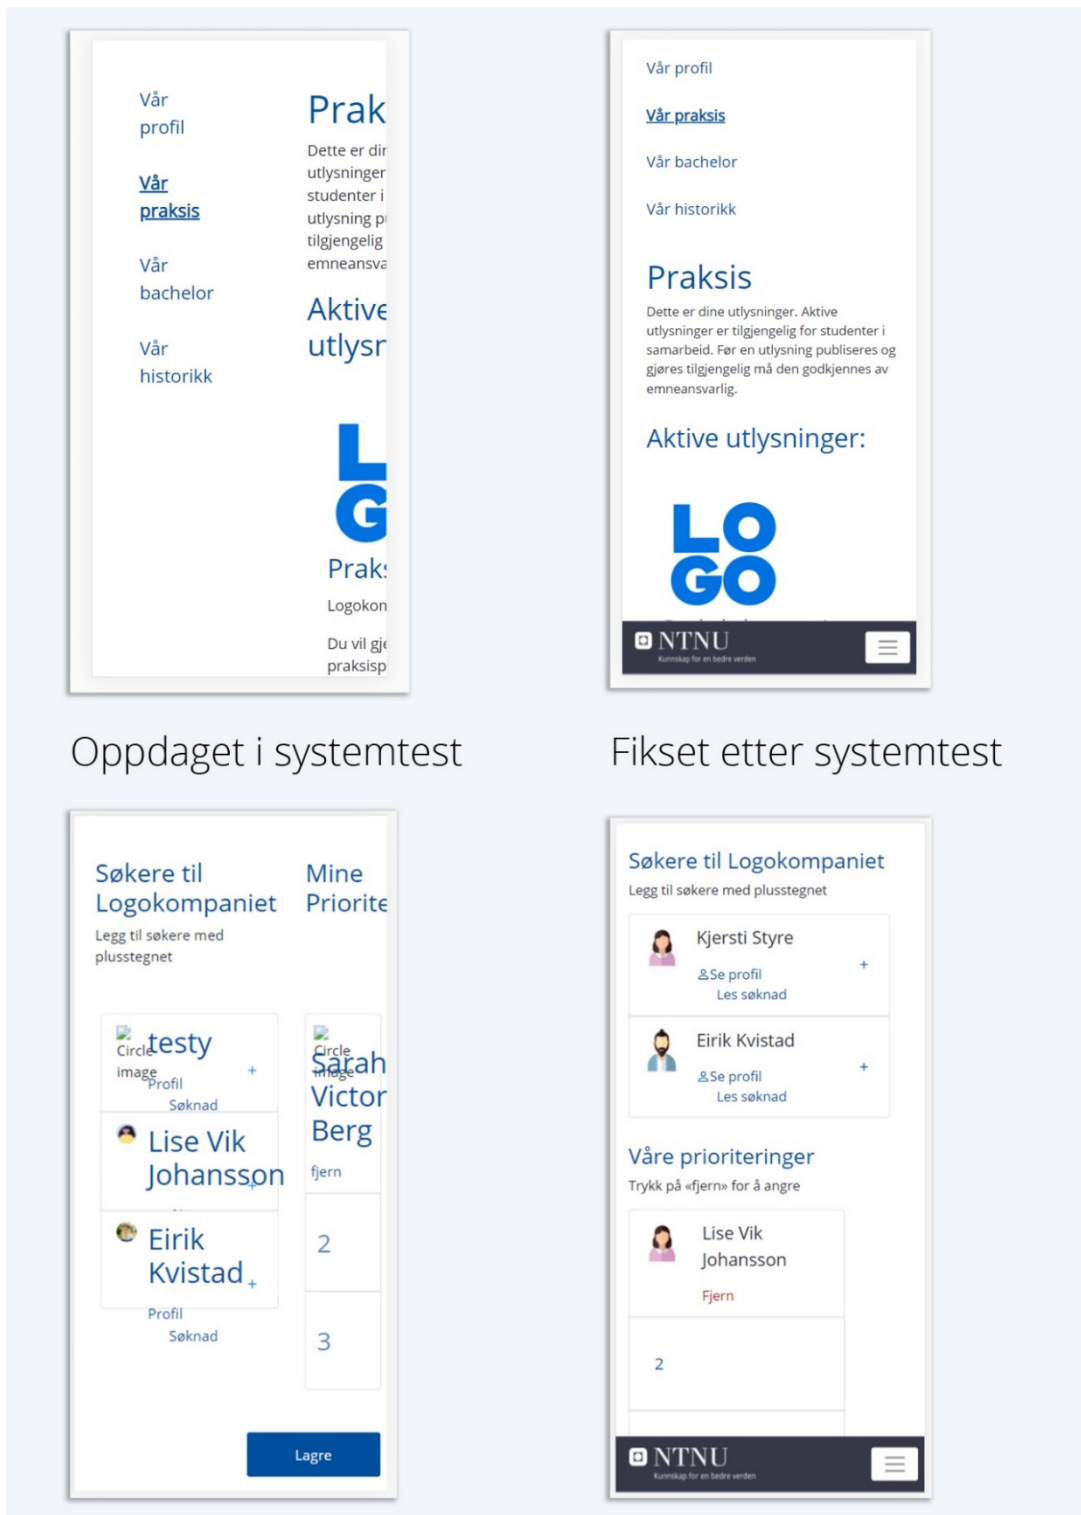 Vår
profil
Vår
praksis
Vår
bachelor
Vår
historikk
Prak
Dette er dir
utlysninger
studenter i
utlysning p
tilgjengelig
emneansva
Aktive
utlysr
LO
GO
Praks
Logokon
Du vil gje
praksisp
Vår profil
Vår praksis
Vår bachelor
Vår historikk
Praksis
Dette er dine utlysninger. Aktive
utlysninger er tilgjengelig for studenter i
samarbeid. Før en utlysning publiseres og
gjøres tilgjengelig må den godkjennes av
emneansvarlig.
Aktive utlysninger:
LO
GO
NTNU
Kunnskap for en bedre verden
Oppdaget i systemtest
Fikset etter systemtest
Søkere til
Logokompaniet
Legg til søkere med
plusstegnet
Circle
image
testy
Profil
+
Søknad
Lise Vik
Johansson
+
Eirik
Kvistad
+
Profil
Søknad
Mine
Priorite
Circle
image
Sarah
Victor
Berg
fjern
2
3
Lagre
Søkere til Logokompaniet
Legg til søkere med plusstegnet
Kjersti Styre
+
Se profil
Les søknad
Eirik Kvistad
+
Se profil
Les søknad
Våre prioriteringer
Trykk på «fjern» for å angre
Lise Vik
Johansson
Fjern
2
NTNU
Kunnskap for en bedre verden